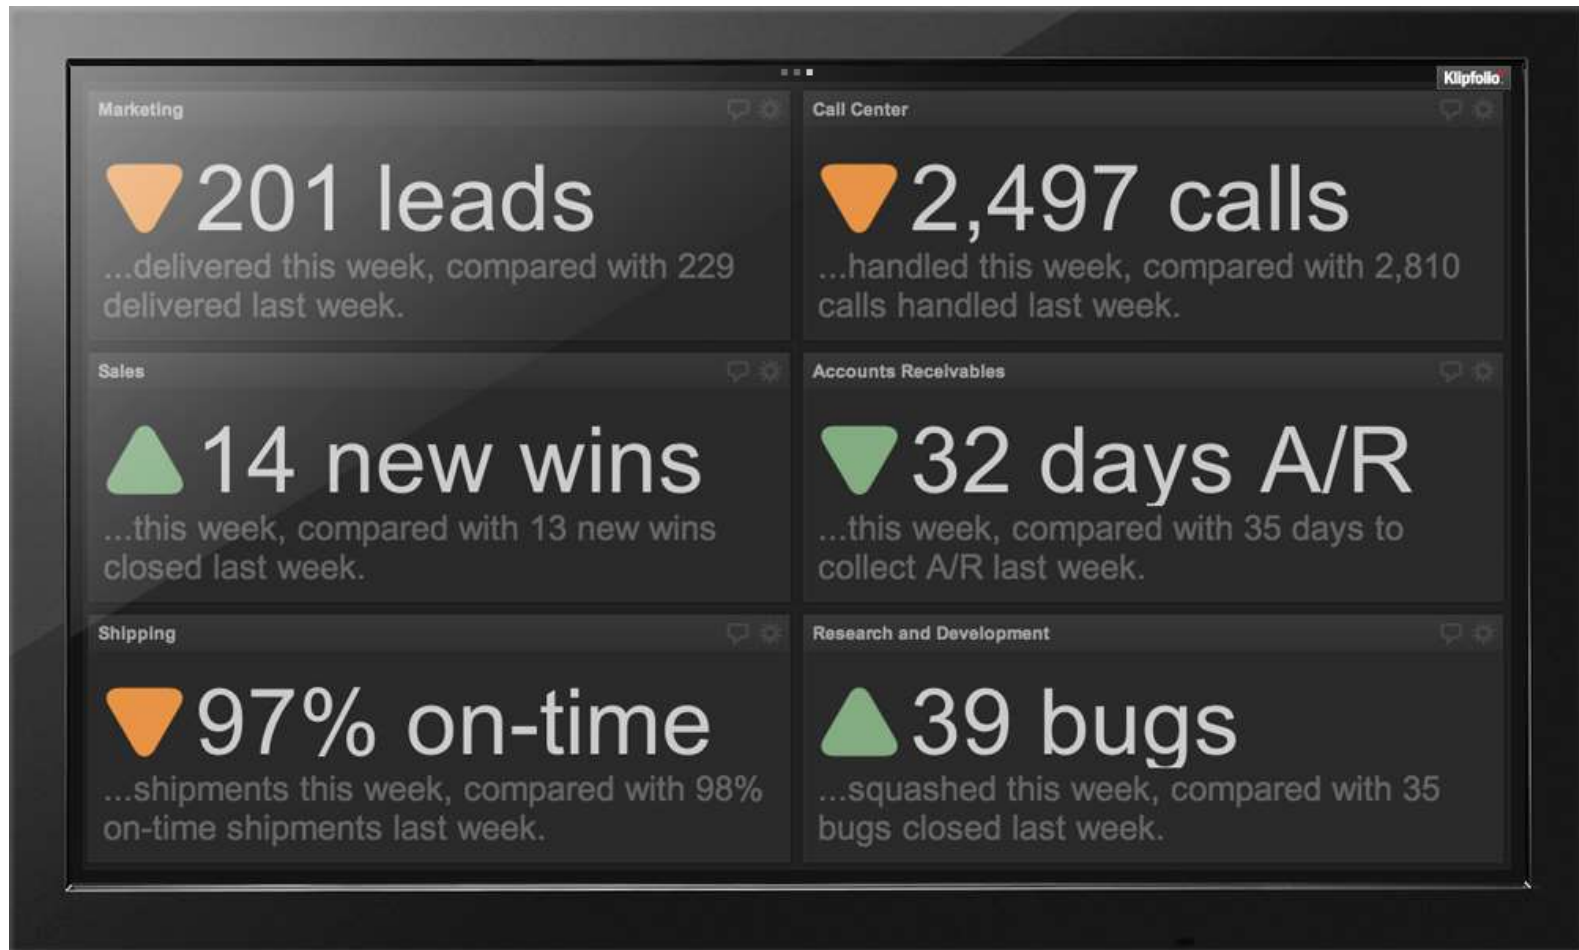 Klipfolio
Marketing
201 leads
...delivered this week, compared with 229
delivered last week.
Call Center
2,497 calls
...handled this week, compared with 2,810
calls handled last week.
Sales
14 new wins
...this week, compared with 13 new wins
closed last week.
Accounts Receivables
32 days A/R
...this week, compared with 35 days to
collect A/R last week.
Shipping
97% on-time
...shipments this week, compared with 98%
on-time shipments last week.
Research and Development
39 bugs
...squashed this week, compared with 35
bugs closed last week.